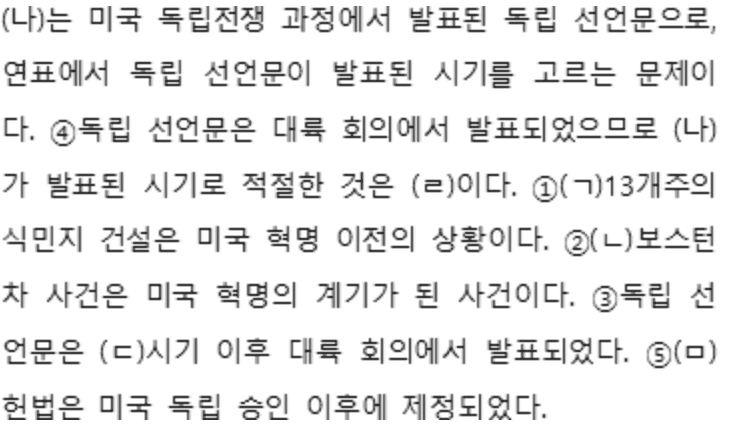 (나)는 미국 독립전쟁 과정에서 발표된 독립 선언문으로,
연표에서 독립 선언문이 발표된 시기를 고르는 문제이
다. ④독립 선언문은 대륙 회의에서 발표되었으므로 (나)
가 발표된 시기로 적절한 것은 (ㄹ)이다. ①(ㄱ)13개주의
식민지 건설은 미국 혁명 이전의 상황이다. ②(ㄴ)보스턴
차 사건은 미국 혁명의 계기가 된 사건이다. ③독립 선
언문은 (ㄷ)시기 이후 대륙 회의에서 발표되었다. ⑤(ㅁ)
헌법은 미국 독립 승인 이후에 제정되었다.